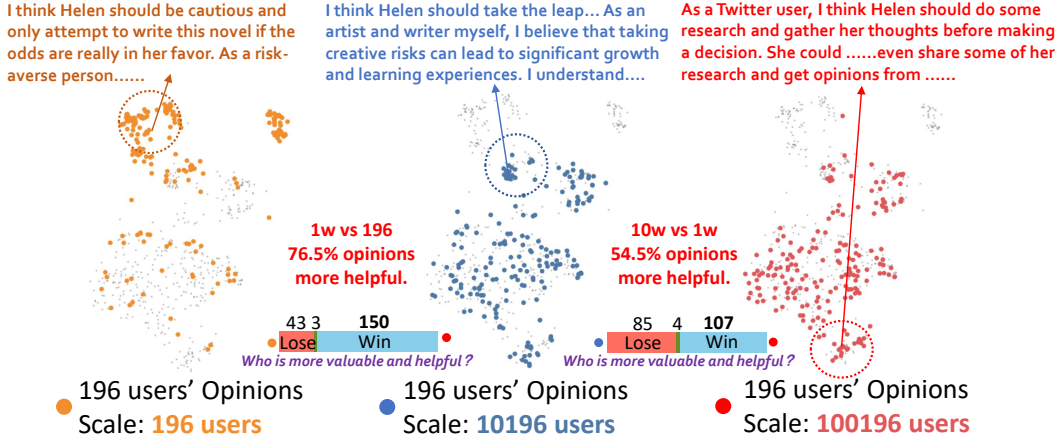 I think Helen should be cautious and
only attempt to write this novel if the
odds are really in her favor. As a risk-
averse person......
I think Helen should take the leap... As an
artist and writer myself, I believe that taking
creative risks can lead to significant growth
and learning experiences. I understand....
As a Twitter user, I think Helen should do some
research and gather her thoughts before making
a decision. She could ......even share some of her
research and get opinions from ......
1w vs 196
76.5% opinions
more helpful.
10w vs 1w
54.5% opinions
more helpful.
43 3 150
Lose Win
Who is more valuable and helpful ?
85 4 107
Lose Win
Who is more valuable and helpful ?
196 users' Opinions
Scale: 196 users
196 users' Opinions
Scale: 10196 users
196 users' Opinions
Scale: 100196 users